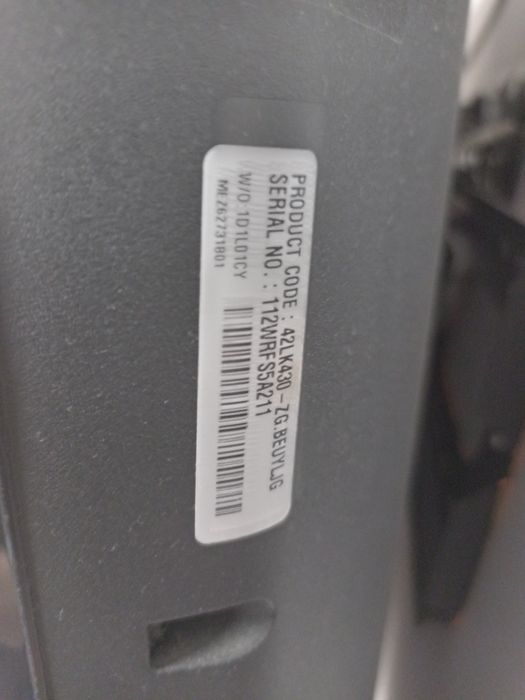 PRODUCT CODE : 42LK430-ZG.BEUYLJG
SERIAL NO. : 112WRFS5A211
W/O 1D1L01CY
MEZ62731801